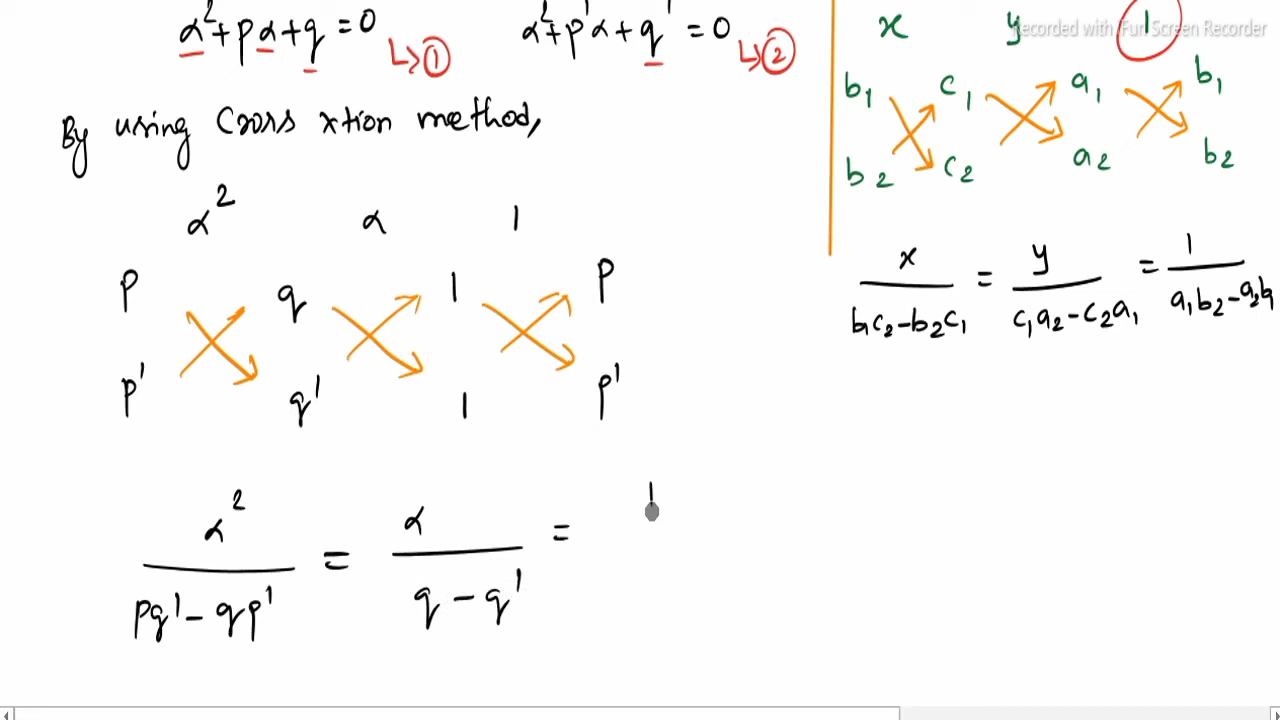 α²+pα+q=0 ↳① α²+p'α+q'=0 ↳②
By using Cross xtion method,
α² α 1
p q 1 p
p' q' 1 p'
α²/(pq'-qp') = α/(q-q') = 1
x y 1
Recorded with iFun Screen Recorder
b₁ c₁ a₁ b₁
b₂ c₂ a₂ b₂
x/(b₁c₂-b₂c₁) = y/(c₁a₂-c₂a₁) = 1/(a₁b₂-a₂b₁